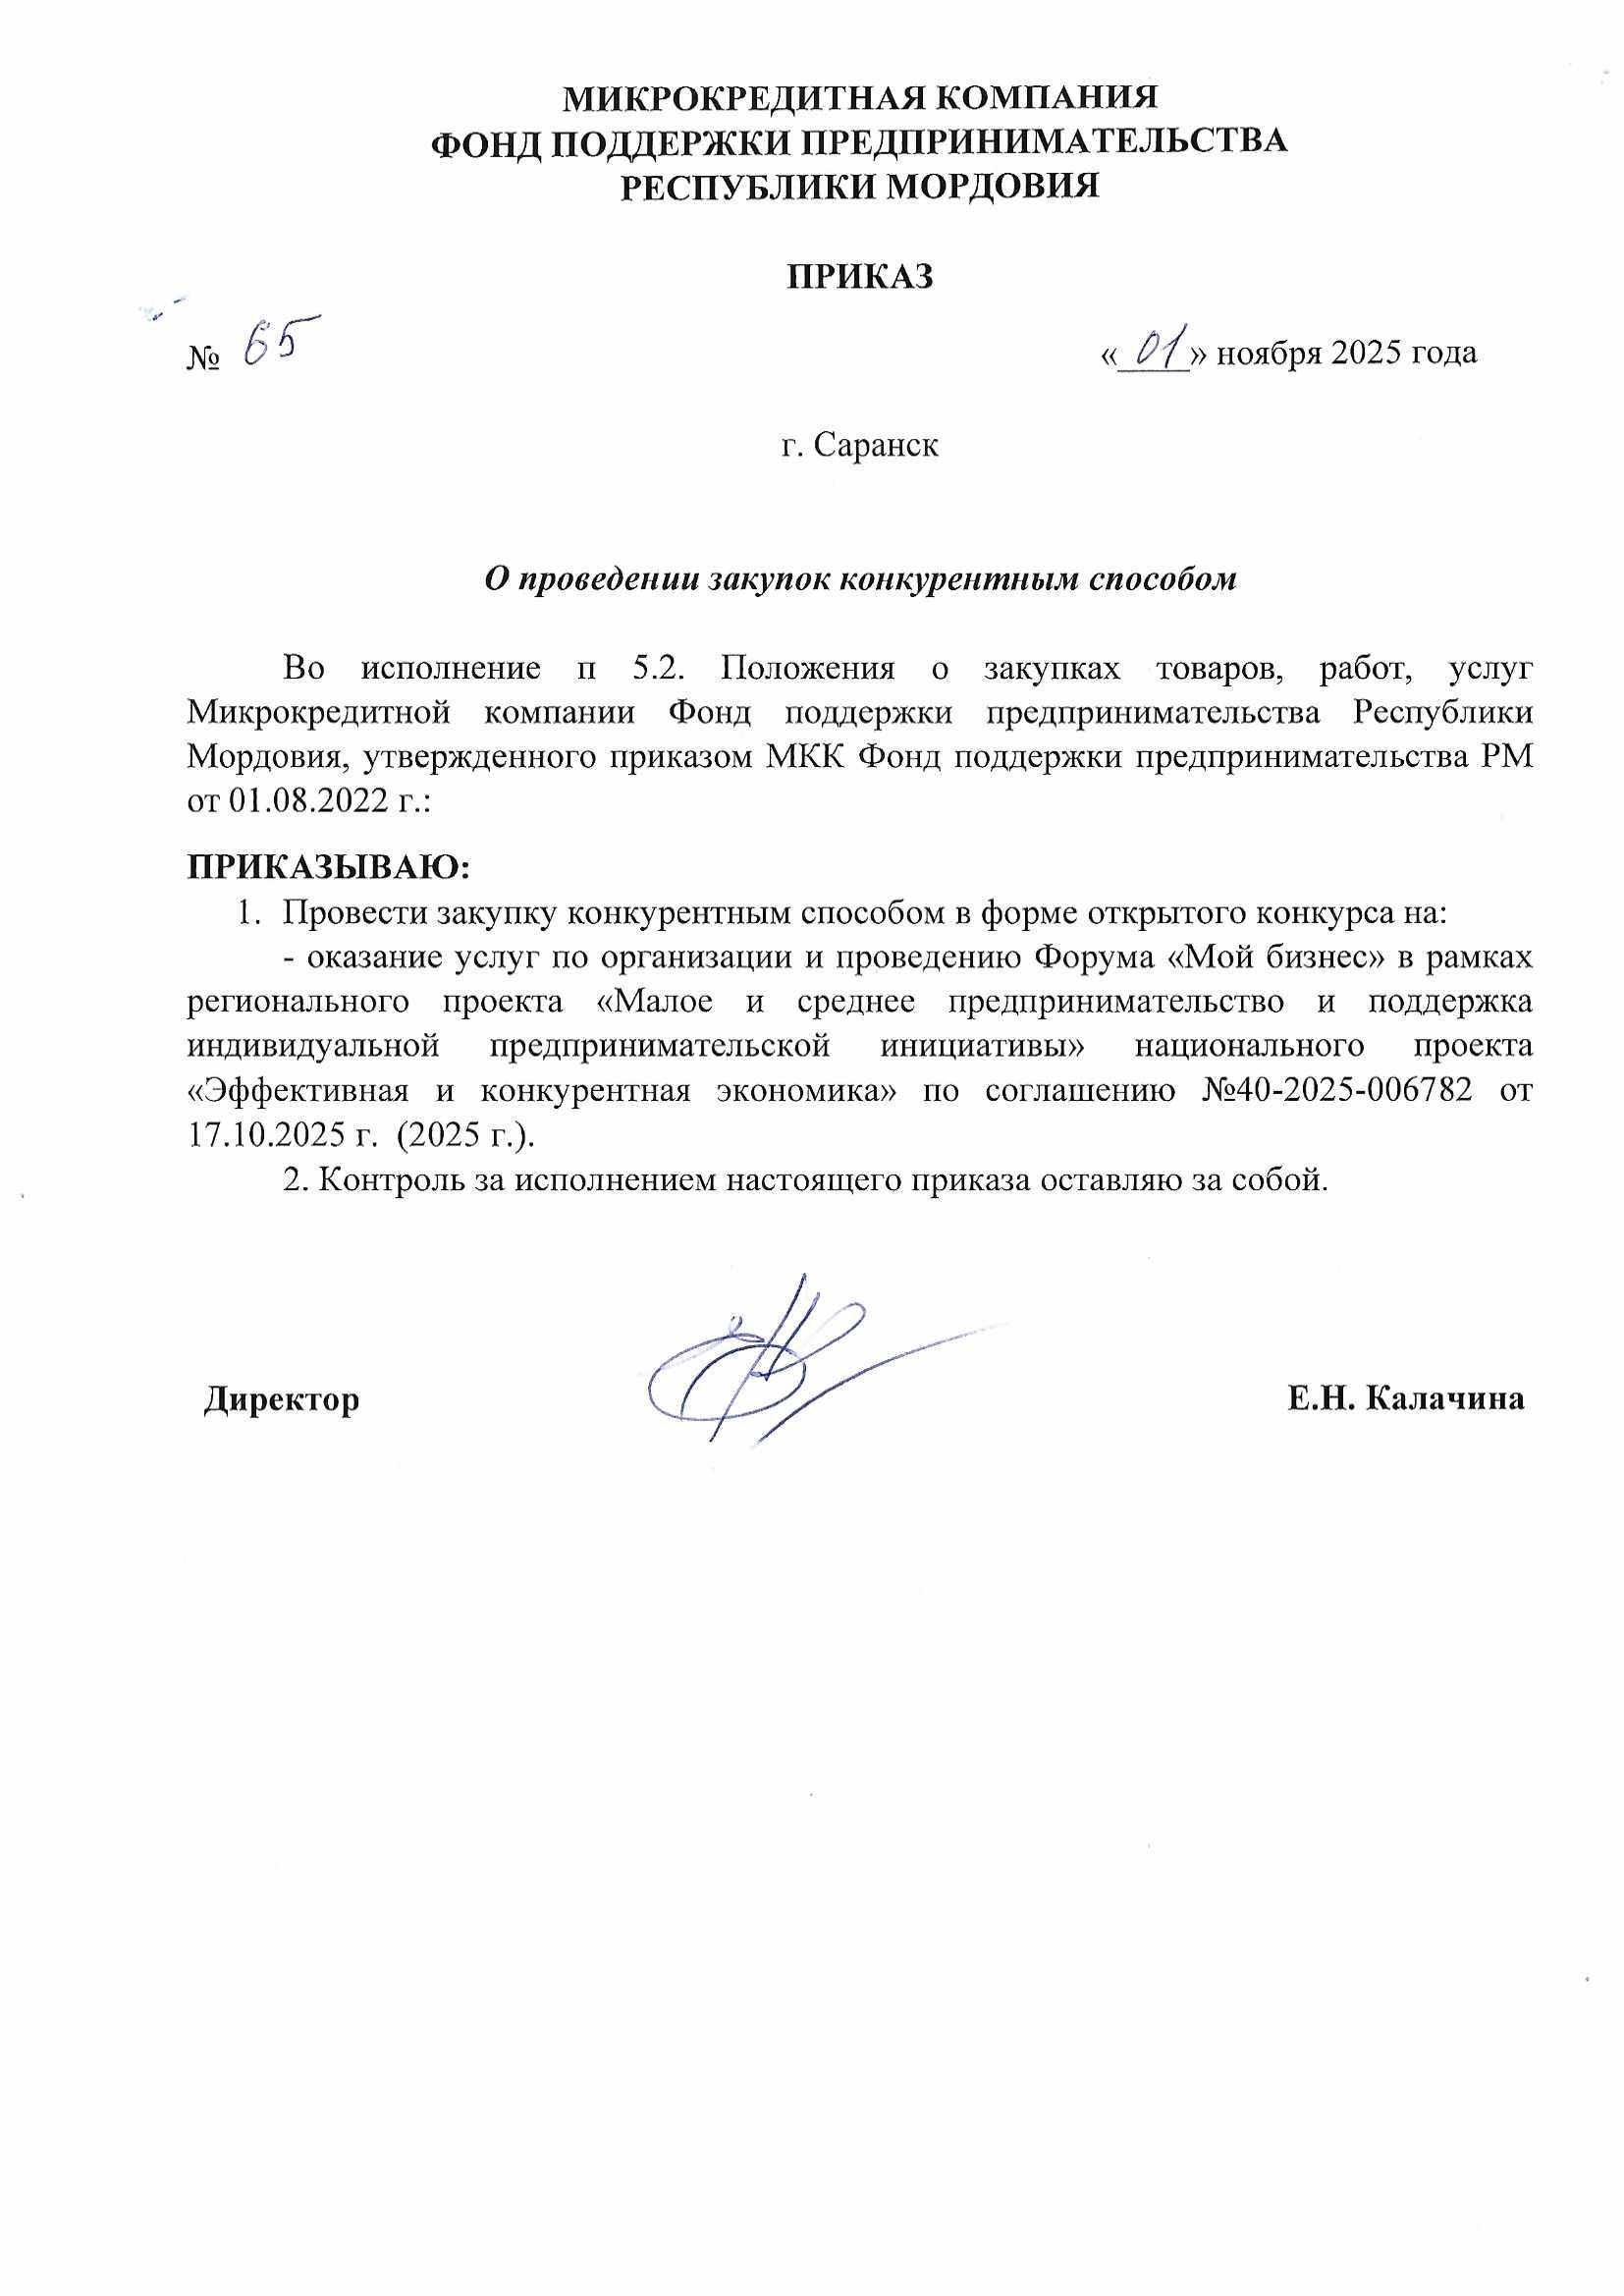 МИКРОКРЕДИТНАЯ КОМПАНИЯ
ФОНД ПОДДЕРЖКИ ПРЕДПРИНИМАТЕЛЬСТВА
РЕСПУБЛИКИ МОРДОВИЯ
ПРИКАЗ
№ 65 «01» ноября 2025 года
г. Саранск
О проведении закупок конкурентным способом
Во исполнение п 5.2. Положения о закупках товаров, работ, услуг
Микрокредитной компании Фонд поддержки предпринимательства Республики
Мордовия, утвержденного приказом МКК Фонд поддержки предпринимательства РМ
от 01.08.2022 г.:
ПРИКАЗЫВАЮ:
1. Провести закупку конкурентным способом в форме открытого конкурса на:
- оказание услуг по организации и проведению Форума «Мой бизнес» в рамках
регионального проекта «Малое и среднее предпринимательство и поддержка
индивидуальной предпринимательской инициативы» национального проекта
«Эффективная и конкурентная экономика» по соглашению №40-2025-006782 от
17.10.2025 г. (2025 г.).
2. Контроль за исполнением настоящего приказа оставляю за собой.
Директор Е.Н. Калачина